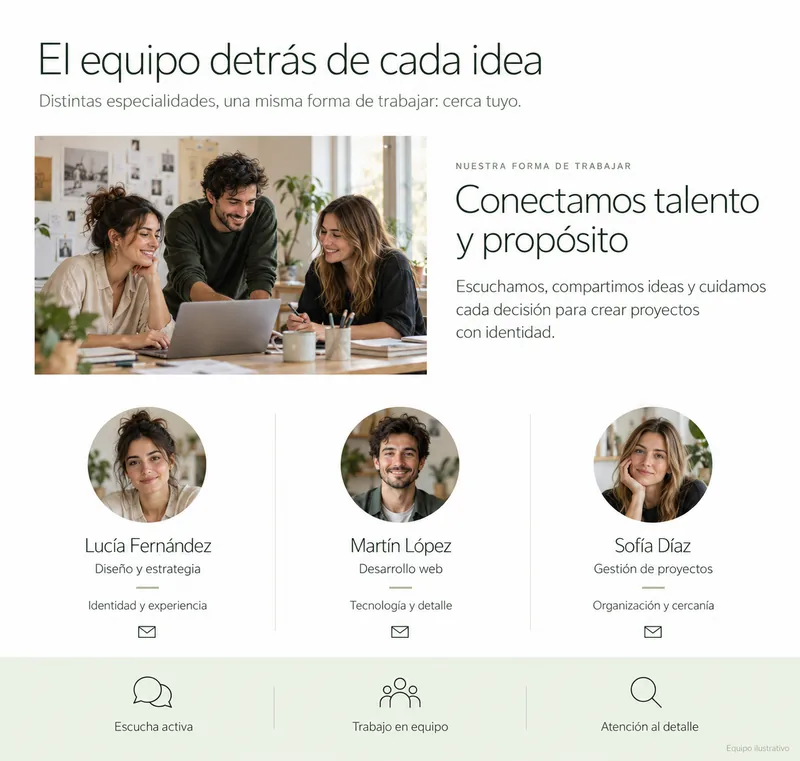 El equipo detrás de cada idea
Distintas especialidades, una misma forma de trabajar: cerca tuyo.
NUESTRA FORMA DE TRABAJAR
Conectamos talento
y propósito
Escuchamos, compartimos ideas y cuidamos
cada decisión para crear proyectos
con identidad.
Lucía Fernández
Diseño y estrategia
Identidad y experiencia
Martín López
Desarrollo web
Tecnología y detalle
Sofía Díaz
Gestión de proyectos
Organización y cercanía
Escucha activa
Trabajo en equipo
Atención al detalle
Equipo ilustrativo